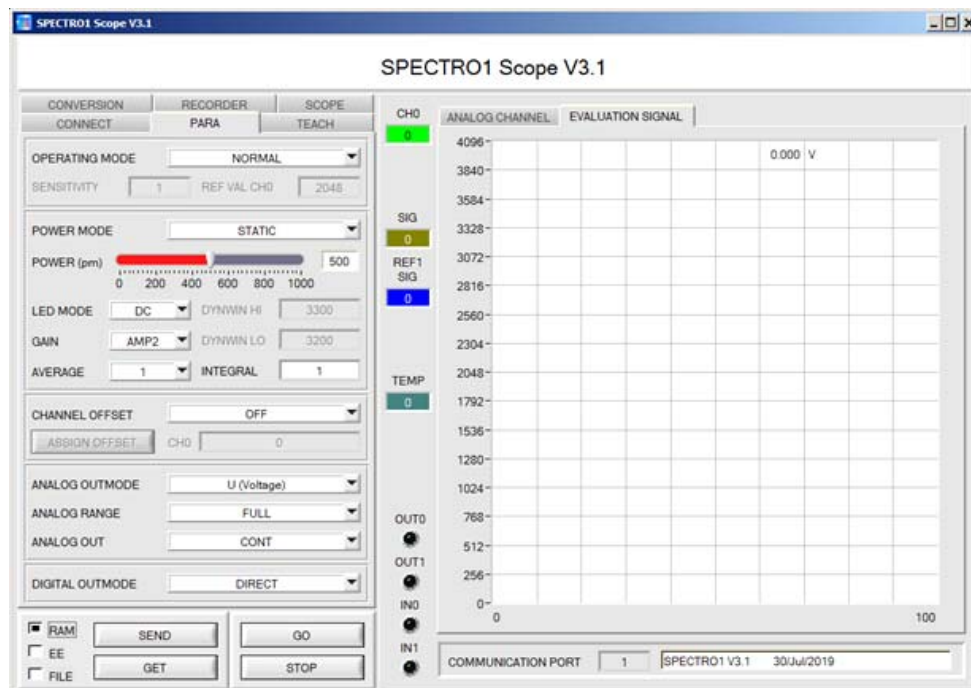 SPECTRO1 Scope V3.1
SPECTRO1 Scope V3.1
CONVERSION RECORDER SCOPE
CONNECT PARA TEACH
OPERATING MODE NORMAL
SENSITIVITY 1 REF VAL CH0 2048
POWER MODE STATIC
POWER (pm) 500
0 200 400 600 800 1000
LED MODE DC DYNWIN HI 3300
GAIN AMP2 DYNWIN LO 3200
AVERAGE 1 INTEGRAL 1
CHANNEL OFFSET OFF
ASSIGN OFFSET CH0 0
ANALOG OUTMODE U (Voltage)
ANALOG RANGE FULL
ANALOG OUT CONT
DIGITAL OUTMODE DIRECT
RAM
EE
FILE
SEND GO
GET STOP
CH0
0
SIG
0
REF1
SIG
0
TEMP
0
OUT0
OUT1
IN0
IN1
ANALOG CHANNEL EVALUATION SIGNAL
0.000 V
4096
3840
3584
3328
3072
2816
2560
2304
2048
1792
1536
1280
1024
768
512
256
0
0 100
COMMUNICATION PORT 1 SPECTRO1 V3.1 30/Jul/2019